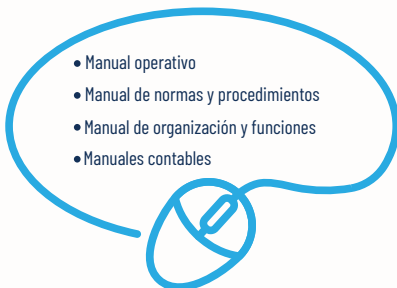 • Manual operativo
• Manual de normas y procedimientos
• Manual de organización y funciones
• Manuales contables